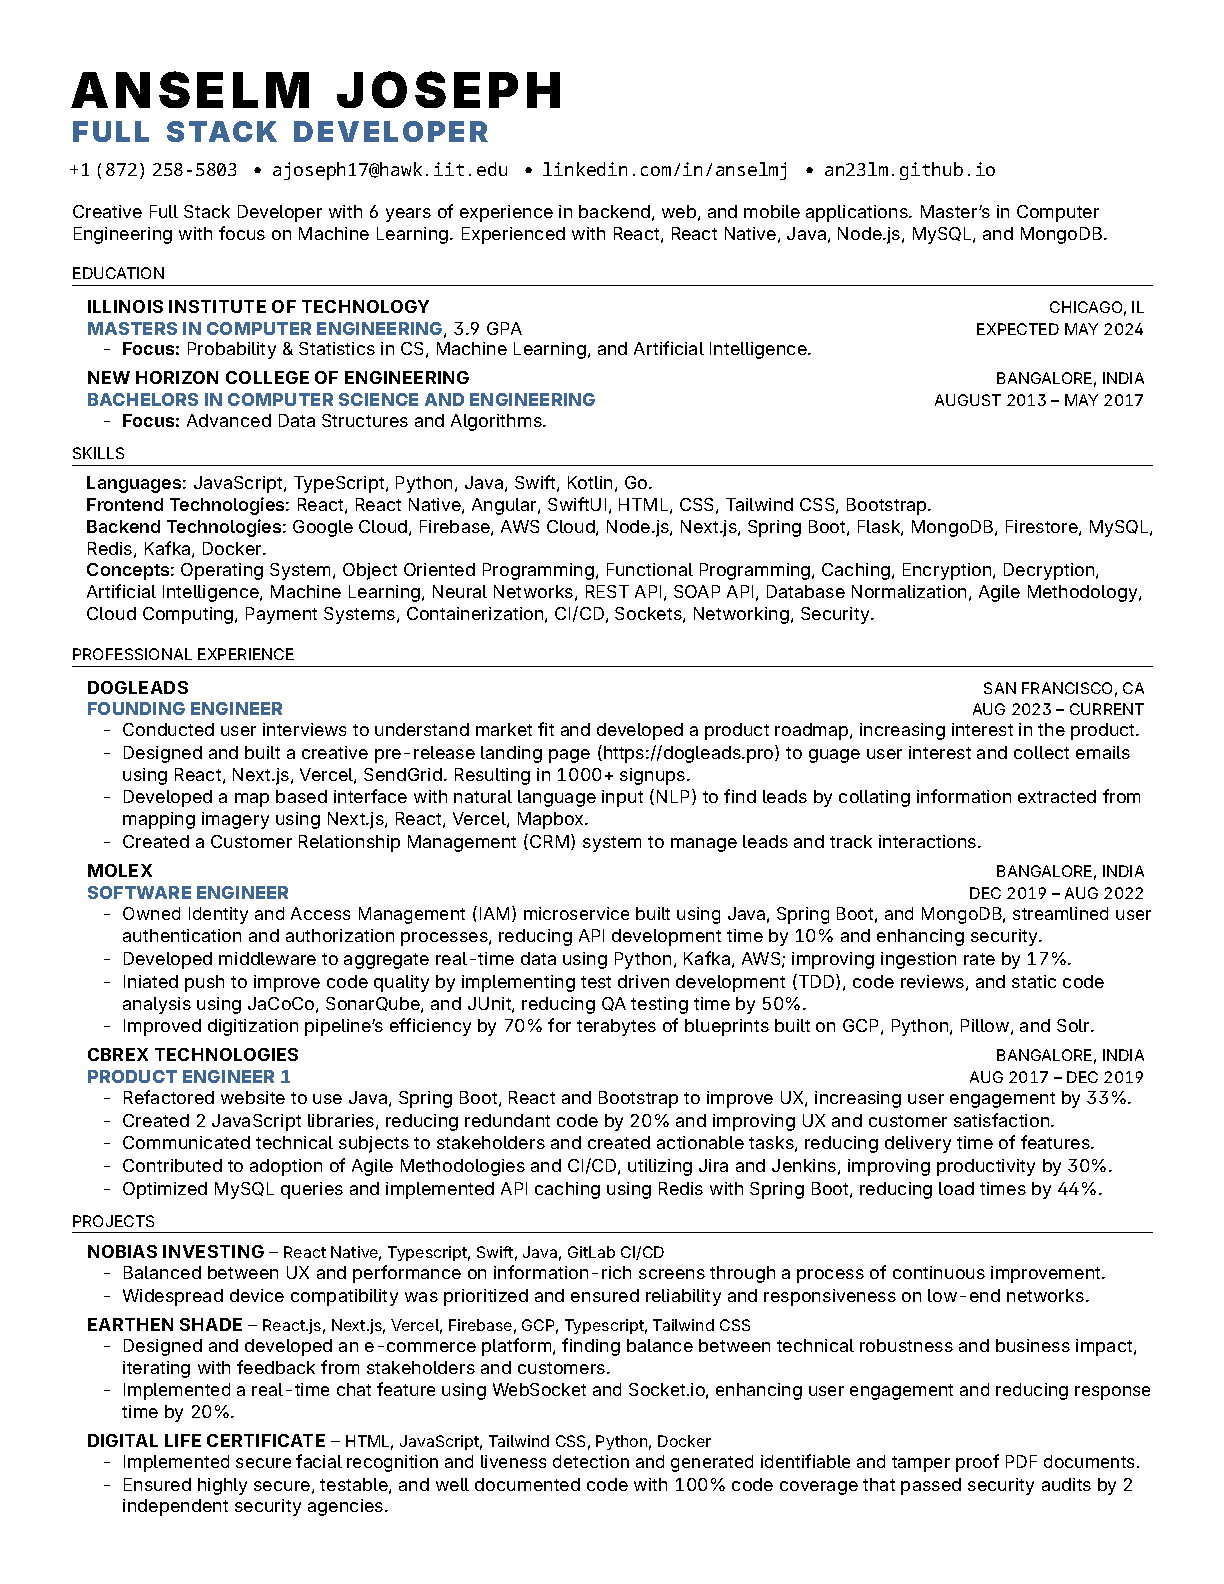 ANSELM JOSEPH
FULL STACK DEVELOPER
+1 (872) 258-5803 • ajoseph17@hawk.iit.edu • linkedin.com/in/anselmj • an23lm.github.io
Creative Full Stack Developer with 6 years of experience in backend, web, and mobile applications. Master's in Computer
Engineering with focus on Machine Learning. Experienced with React, React Native, Java, Node.js, MySQL, and MongoDB.
EDUCATION
ILLINOIS INSTITUTE OF TECHNOLOGY CHICAGO, IL
MASTERS IN COMPUTER ENGINEERING, 3.9 GPA EXPECTED MAY 2024
- Focus: Probability & Statistics in CS, Machine Learning, and Artificial Intelligence.
NEW HORIZON COLLEGE OF ENGINEERING BANGALORE, INDIA
BACHELORS IN COMPUTER SCIENCE AND ENGINEERING AUGUST 2013 – MAY 2017
- Focus: Advanced Data Structures and Algorithms.
SKILLS
Languages: JavaScript, TypeScript, Python, Java, Swift, Kotlin, Go.
Frontend Technologies: React, React Native, Angular, SwiftUI, HTML, CSS, Tailwind CSS, Bootstrap.
Backend Technologies: Google Cloud, Firebase, AWS Cloud, Node.js, Next.js, Spring Boot, Flask, MongoDB, Firestore, MySQL,
Redis, Kafka, Docker.
Concepts: Operating System, Object Oriented Programming, Functional Programming, Caching, Encryption, Decryption,
Artificial Intelligence, Machine Learning, Neural Networks, REST API, SOAP API, Database Normalization, Agile Methodology,
Cloud Computing, Payment Systems, Containerization, CI/CD, Sockets, Networking, Security.
PROFESSIONAL EXPERIENCE
DOGLEADS SAN FRANCISCO, CA
FOUNDING ENGINEER AUG 2023 – CURRENT
- Conducted user interviews to understand market fit and developed a product roadmap, increasing interest in the product.
- Designed and built a creative pre-release landing page (https://dogleads.pro) to guage user interest and collect emails
using React, Next.js, Vercel, SendGrid. Resulting in 1000+ signups.
- Developed a map based interface with natural language input (NLP) to find leads by collating information extracted from
mapping imagery using Next.js, React, Vercel, Mapbox.
- Created a Customer Relationship Management (CRM) system to manage leads and track interactions.
MOLEX BANGALORE, INDIA
SOFTWARE ENGINEER DEC 2019 – AUG 2022
- Owned Identity and Access Management (IAM) microservice built using Java, Spring Boot, and MongoDB, streamlined user
authentication and authorization processes, reducing API development time by 10% and enhancing security.
- Developed middleware to aggregate real-time data using Python, Kafka, AWS; improving ingestion rate by 17%.
- Iniated push to improve code quality by implementing test driven development (TDD), code reviews, and static code
analysis using JaCoCo, SonarQube, and JUnit, reducing QA testing time by 50%.
- Improved digitization pipeline's efficiency by 70% for terabytes of blueprints built on GCP, Python, Pillow, and Solr.
CBREX TECHNOLOGIES BANGALORE, INDIA
PRODUCT ENGINEER 1 AUG 2017 – DEC 2019
- Refactored website to use Java, Spring Boot, React and Bootstrap to improve UX, increasing user engagement by 33%.
- Created 2 JavaScript libraries, reducing redundant code by 20% and improving UX and customer satisfaction.
- Communicated technical subjects to stakeholders and created actionable tasks, reducing delivery time of features.
- Contributed to adoption of Agile Methodologies and CI/CD, utilizing Jira and Jenkins, improving productivity by 30%.
- Optimized MySQL queries and implemented API caching using Redis with Spring Boot, reducing load times by 44%.
PROJECTS
NOBIAS INVESTING – React Native, Typescript, Swift, Java, GitLab CI/CD
- Balanced between UX and performance on information-rich screens through a process of continuous improvement.
- Widespread device compatibility was prioritized and ensured reliability and responsiveness on low-end networks.
EARTHEN SHADE – React.js, Next.js, Vercel, Firebase, GCP, Typescript, Tailwind CSS
- Designed and developed an e-commerce platform, finding balance between technical robustness and business impact,
iterating with feedback from stakeholders and customers.
- Implemented a real-time chat feature using WebSocket and Socket.io, enhancing user engagement and reducing response
time by 20%.
DIGITAL LIFE CERTIFICATE – HTML, JavaScript, Tailwind CSS, Python, Docker
- Implemented secure facial recognition and liveness detection and generated identifiable and tamper proof PDF documents.
- Ensured highly secure, testable, and well documented code with 100% code coverage that passed security audits by 2
independent security agencies.